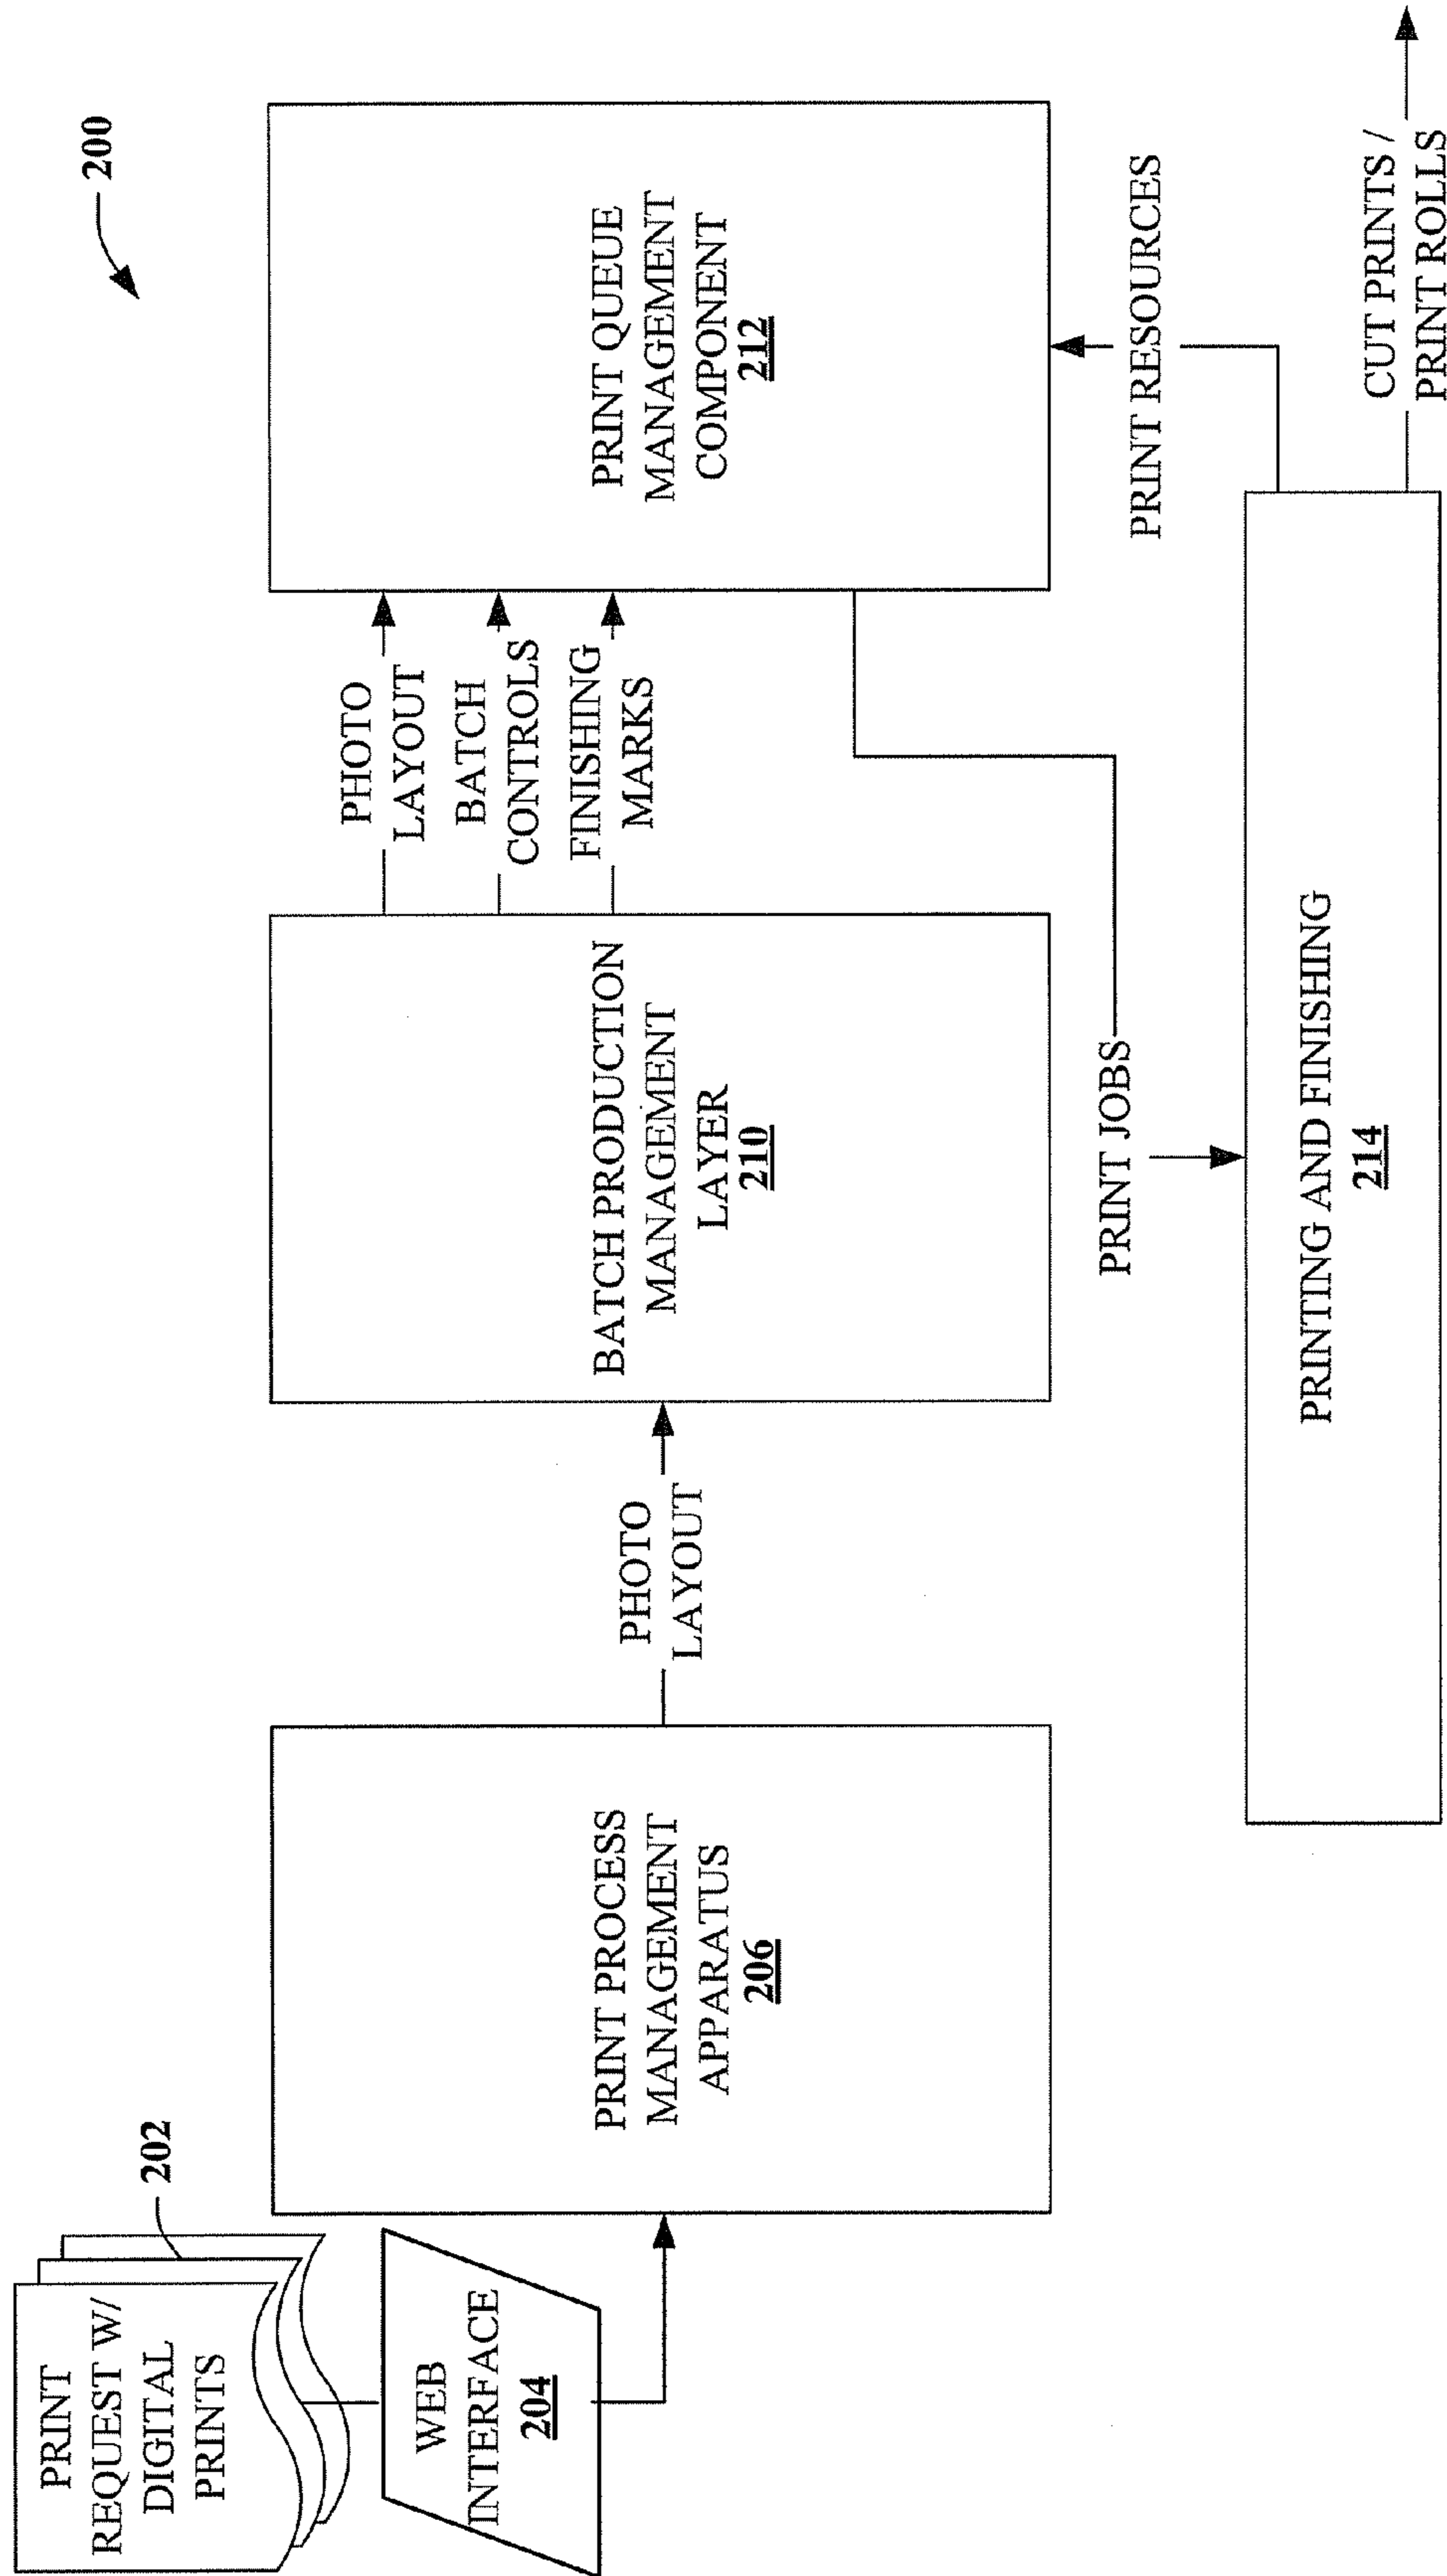 200
PRINT
REQUEST W/
DIGITAL
PRINTS
202
WEB
INTERFACE
204
PRINT PROCESS
MANAGEMENT
APPARATUS
206
PHOTO
LAYOUT
BATCH PRODUCTION
MANAGEMENT
LAYER
210
PHOTO
LAYOUT
BATCH
CONTROLS
FINISHING
MARKS
PRINT QUEUE
MANAGEMENT
COMPONENT
212
PRINT JOBS
PRINT RESOURCES
PRINTING AND FINISHING
214
CUT PRINTS /
PRINT ROLLS